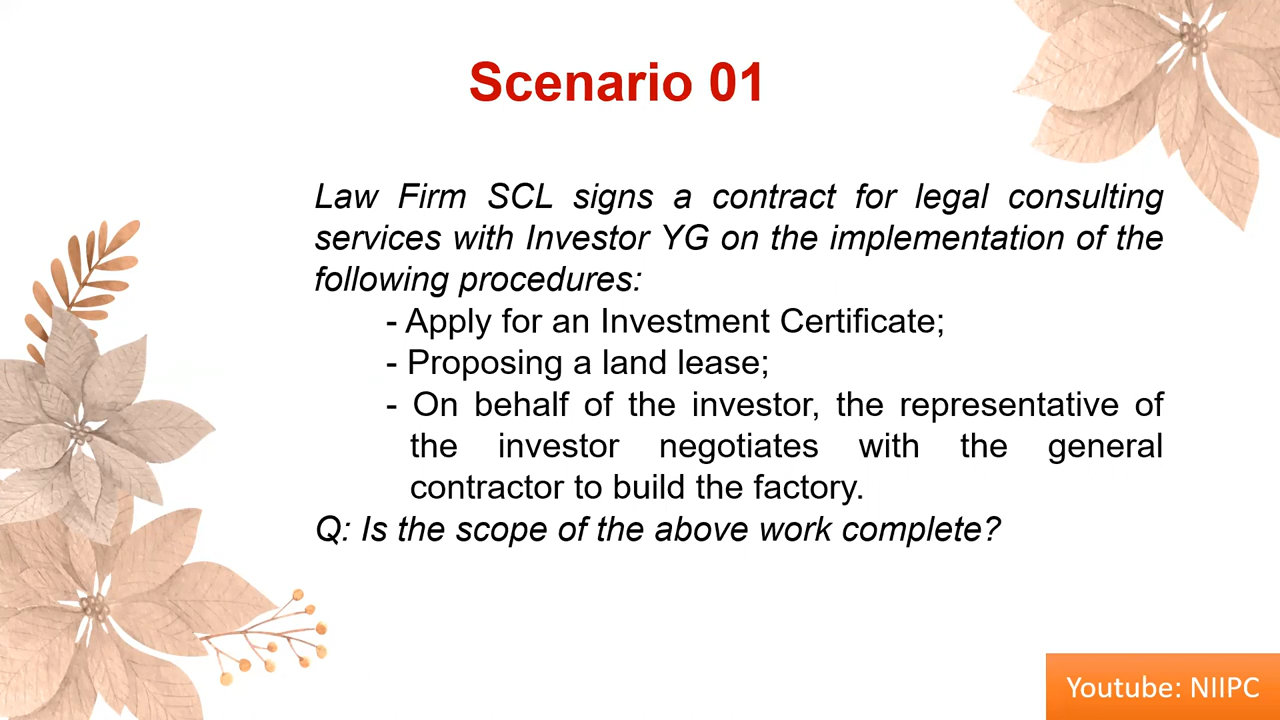 Scenario 01
Law Firm SCL signs a contract for legal consulting
services with Investor YG on the implementation of the
following procedures:
- Apply for an Investment Certificate;
- Proposing a land lease;
- On behalf of the investor, the representative of
the investor negotiates with the general
contractor to build the factory.
Q: Is the scope of the above work complete?
Youtube: NIIPC